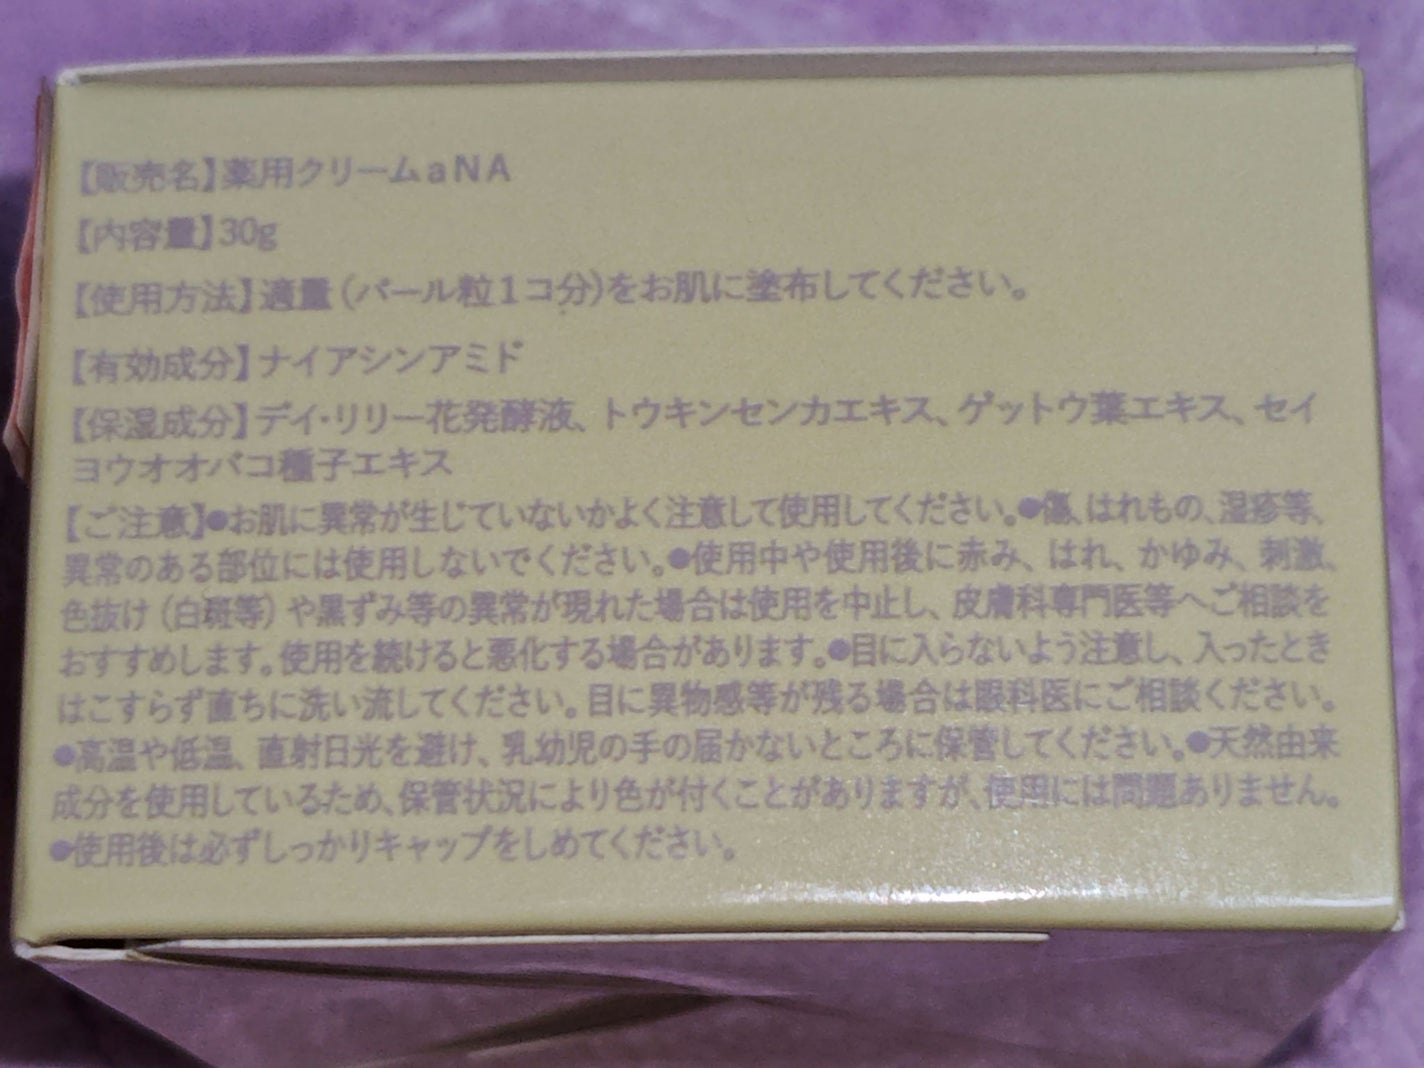 【販売名】薬用クリームaNA
【内容量】30g
【使用方法】適量(パール粒1コ分)をお肌に塗布してください。
【有効成分】ナイアシンアミド
【保湿成分】デイ・リリー花発酵液、トウキンセンカエキス、ゲットウ葉エキス、セイ
ヨウオオバコ種子エキス
【ご注意】●お肌に異常が生じていないかよく注意して使用してください。●傷、はれもの、湿疹等、
異常のある部位には使用しないでください。●使用中や使用後に赤み、はれ、かゆみ、刺激、
色抜け(白斑等)や黒ずみ等の異常が現れた場合は使用を中止し、皮膚科専門医等へご相談を
おすすめします。使用を続けると悪化する場合があります。●目に入らないよう注意し、入ったとき
はこすらず直ちに洗い流してください。目に異物感等が残る場合は眼科医にご相談ください。
●高温や低温、直射日光を避け、乳幼児の手の届かないところに保管してください。●天然由来
成分を使用しているため、保管状況により色が付くことがありますが、使用には問題ありません。
●使用後は必ずしっかりキャップをしめてください。